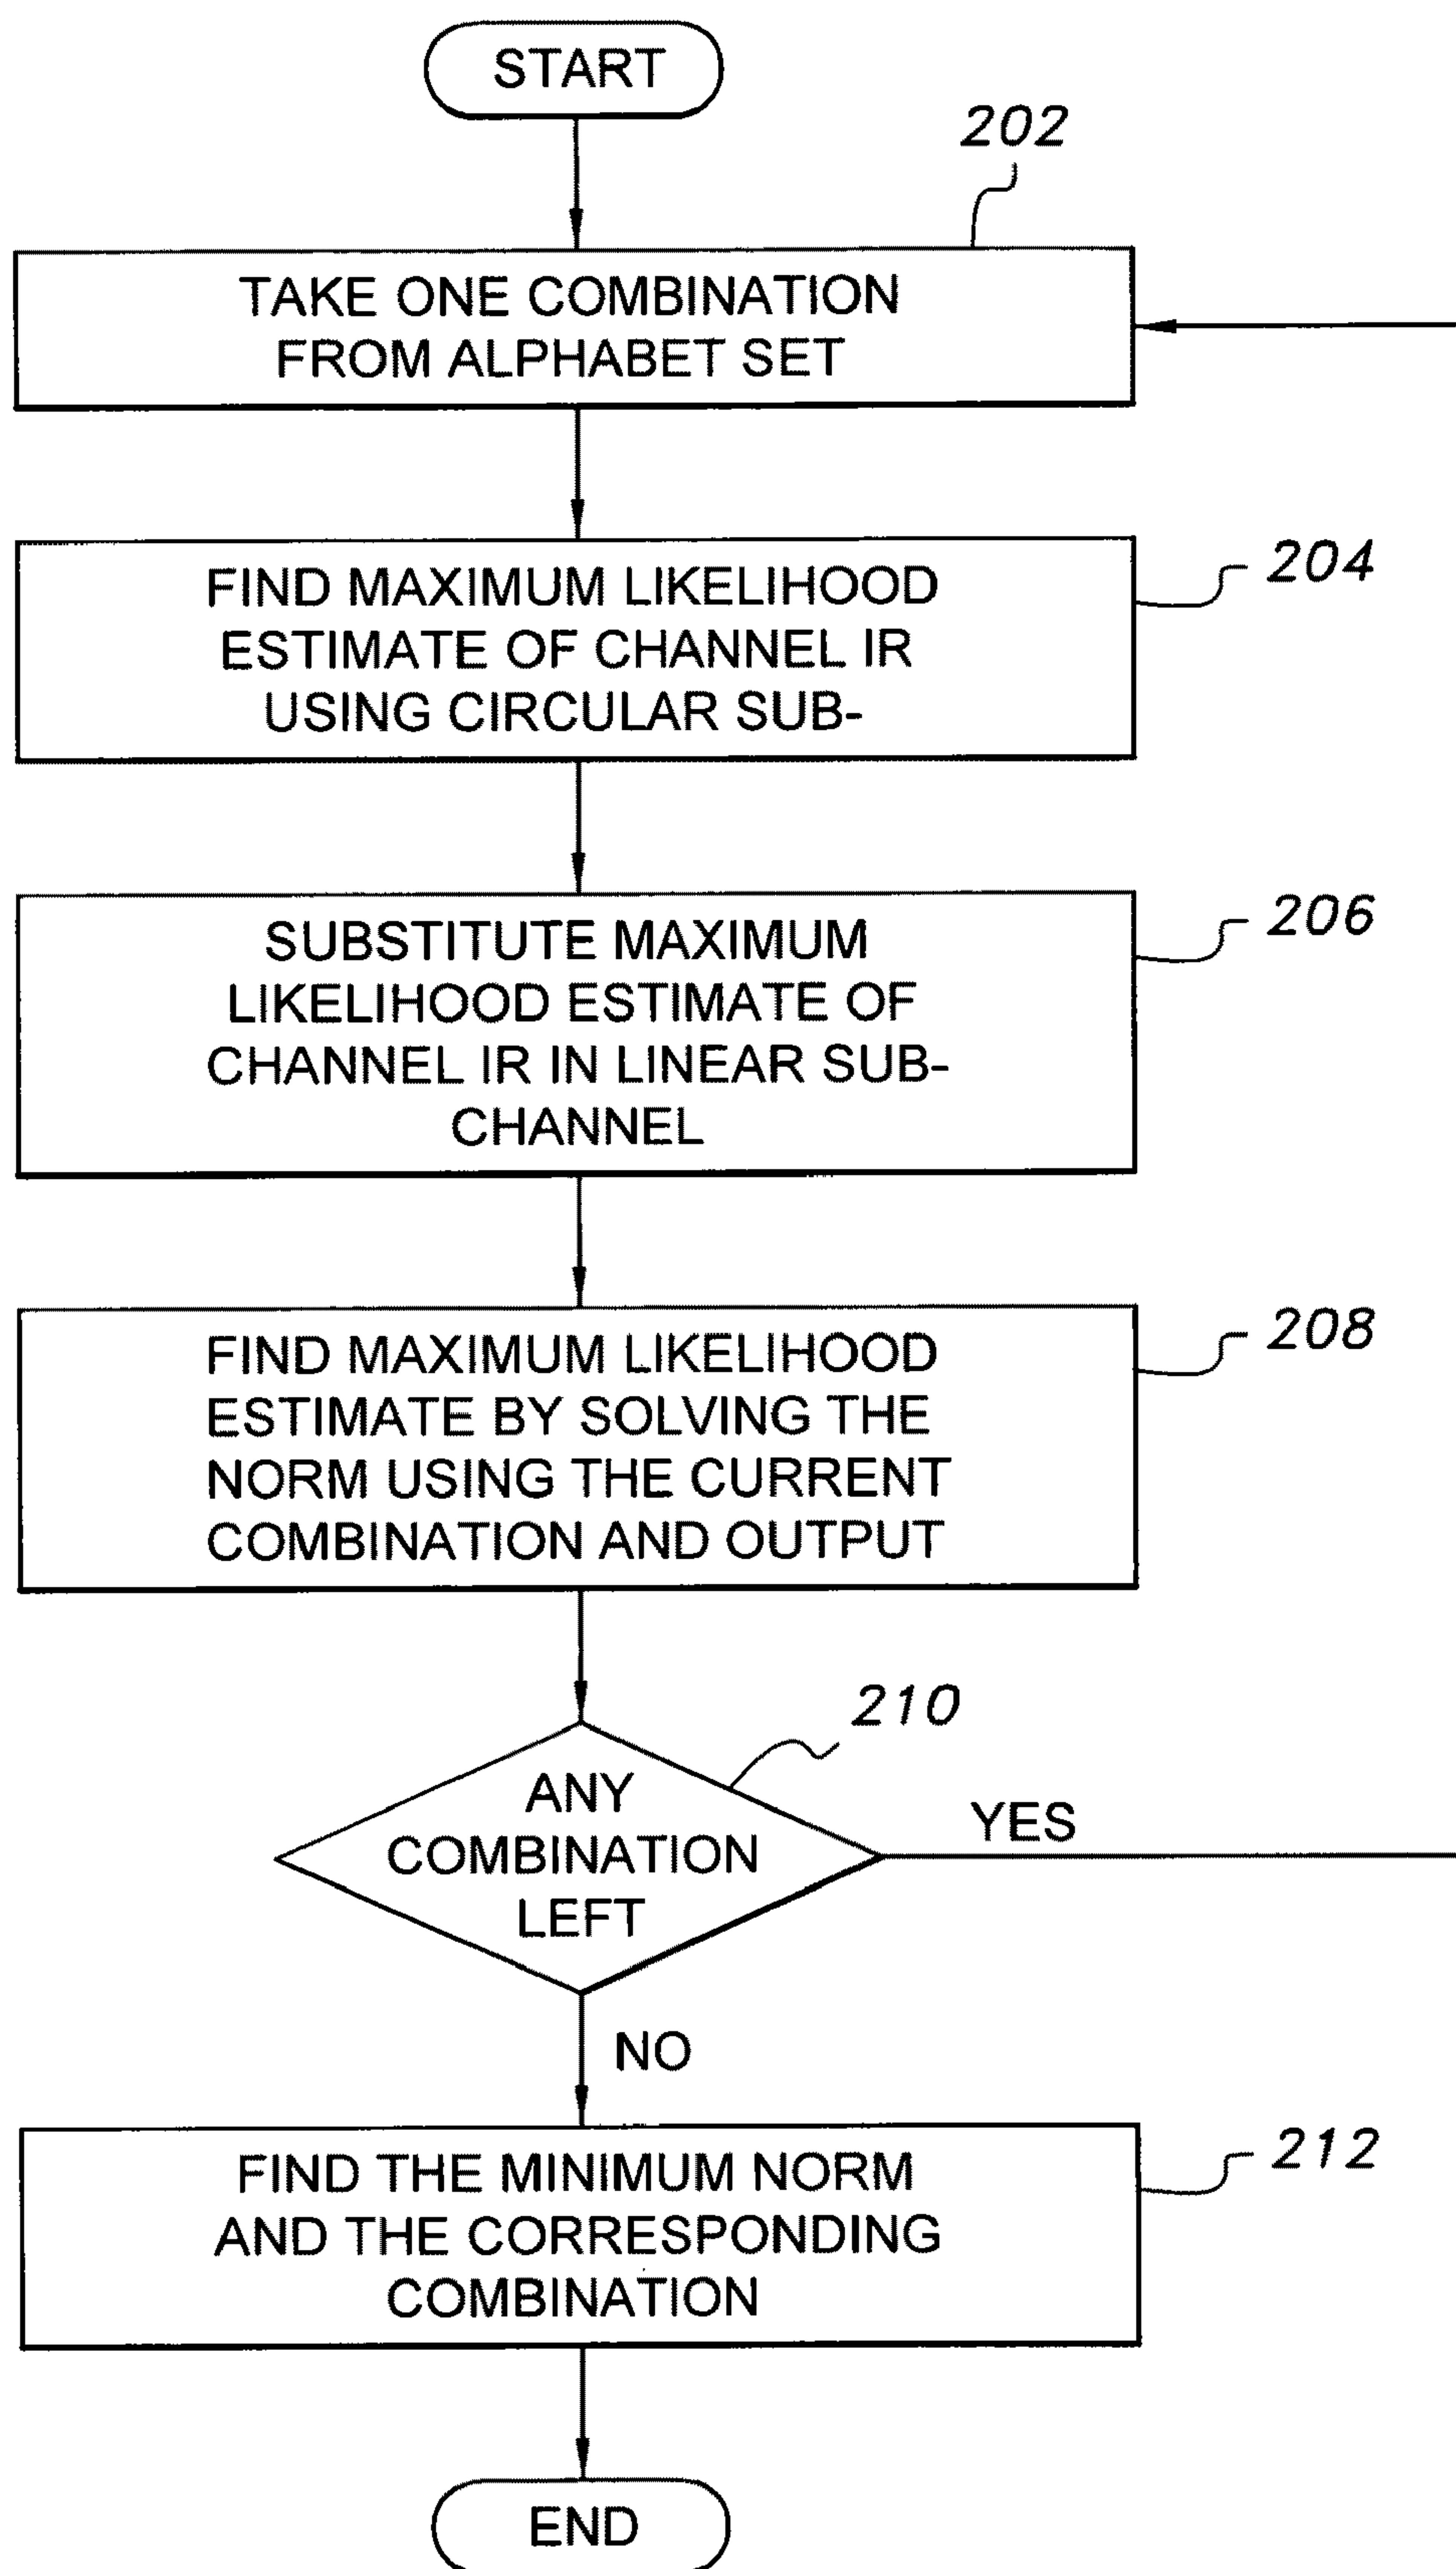 START
202
TAKE ONE COMBINATION
FROM ALPHABET SET
204
FIND MAXIMUM LIKELIHOOD
ESTIMATE OF CHANNEL IR
USING CIRCULAR SUB-
206
SUBSTITUTE MAXIMUM
LIKELIHOOD ESTIMATE OF
CHANNEL IR IN LINEAR SUB-
CHANNEL
208
FIND MAXIMUM LIKELIHOOD
ESTIMATE BY SOLVING THE
NORM USING THE CURRENT
COMBINATION AND OUTPUT
210
ANY
COMBINATION
LEFT
YES
NO
212
FIND THE MINIMUM NORM
AND THE CORRESPONDING
COMBINATION
END